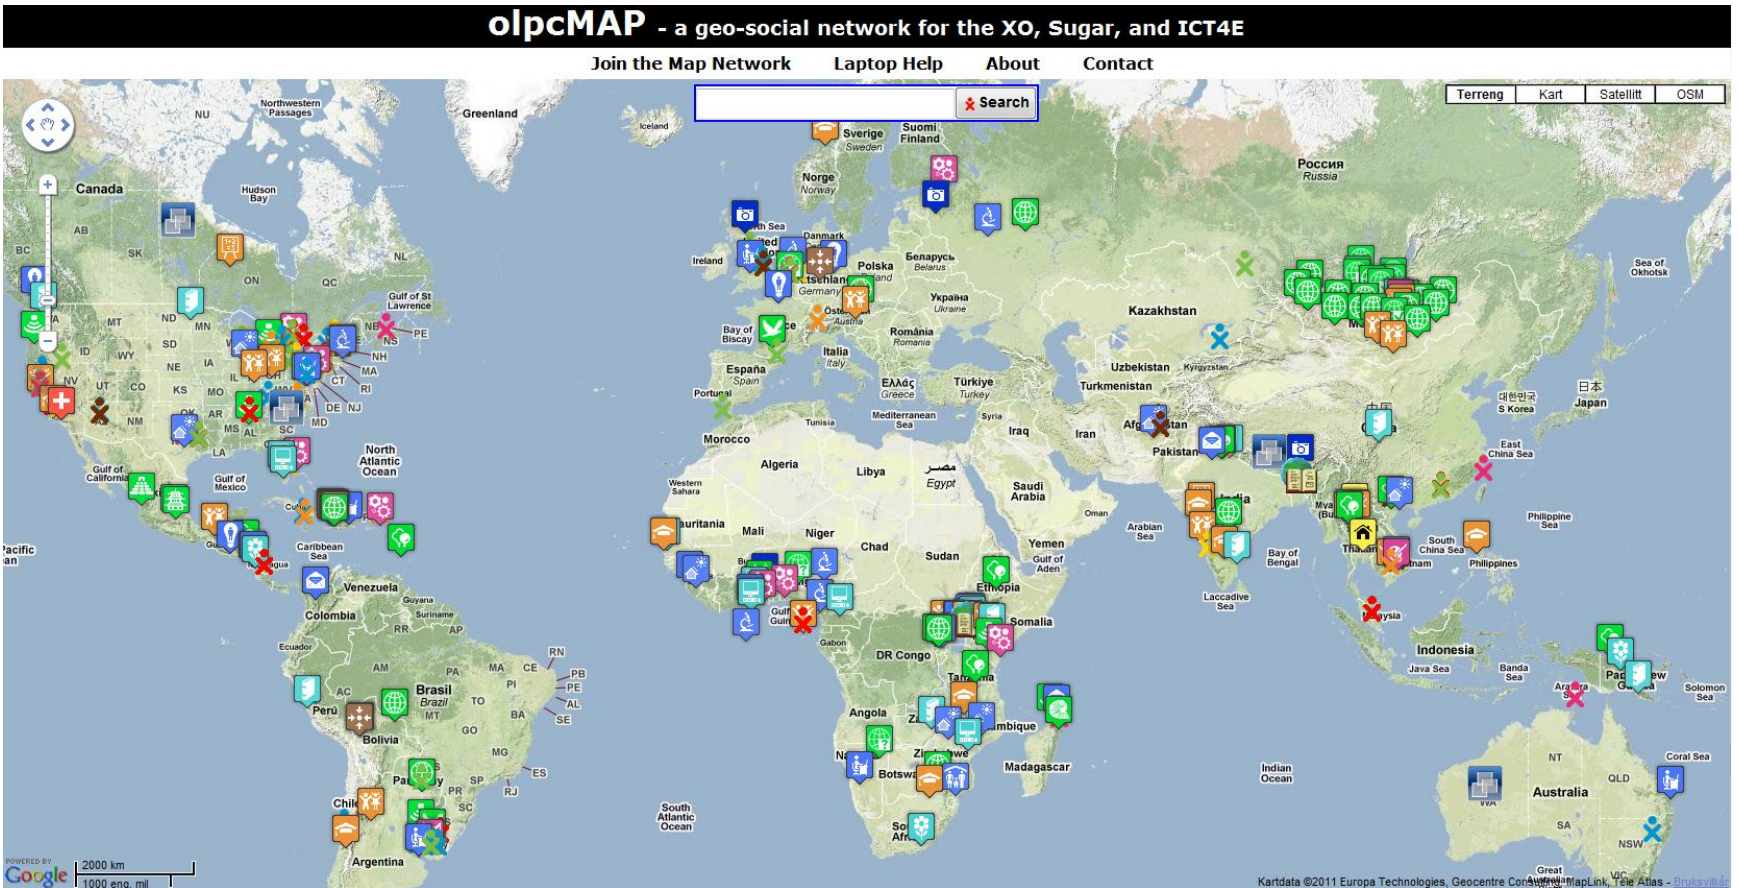 olpcMAP - a geo-social network for the XO, Sugar, and ICT4E
Join the Map Network Laptop Help About Contact
Search
Terreng Kart Satellitt OSM
Northwestern
Passages
NU
Greenland
Iceland
Sverige
Sweden
Suomi
Finland
Norge
Norway
Россия
Russia
Canada
Hudson
Bay
AB
BC
SK
ON
QC
NL
Gulf of St
Lawrence
Ireland
Danmark
Polska
Беларусь
Belarus
Germany
Україна
Ukraine
Austria
Sea of
Okhotsk
MT
ND
MN
NB
PE
NS
ID
WY
SD
NE
IA
IL
NH
MA
CT
RI
NV
UT
CO
KS
MO
DE NJ
MD
NM
AR
MS
AL
SC
LA
Bay of
Biscay
România
Romania
Italia
Italy
España
Spain
Portugal
Ελλάς
Greece
Türkiye
Turkey
Kazakhstan
Uzbekistan
Kyrgyzstan
Turkmenistan
대한민국
S Korea
日本
Japan
Mediterranean
Sea
Tunisia
Syria
Iraq
Iran
Pakistan
East
China Sea
Morocco
Algeria
Libya
مصر
Egypt
Saudi
Arabia
Western
Sahara
Oman
Arabian
Sea
Gulf of
California
Gulf of
Mexico
North
Atlantic
Ocean
Caribbean
Sea
Mali
Niger
Chad
Sudan
Yemen
Gulf of
Aden
Bay of
Bengal
South
China Sea
Philippine
Sea
Philippines
Laccadive
Sea
Venezuela
Guyana
Suriname
Colombia
Ecuador
RR
AP
Ethiopia
Somalia
Gabon
DR Congo
Indonesia
Java Sea
Banda
Sea
Solomon
Sea
AM
PA
MA
CE
RN
PB
PE
AL
SE
PI
TO
BA
AC
Perú
Brasil
Brazil
MT
GO
MG
ES
Bolivia
Angola
Madagascar
Indian
Ocean
SP
RJ
PR
SC
South
Atlantic
Ocean
Argentina
NT
QLD
Coral Sea
WA
Australia
SA
NSW
VIC
POWERED BY
Google
2000 km
1000 eng. mil
Kartdata ©2011 Europa Technologies, Geocentre Consulting, MapLink, Tele Atlas - Bruksvilkår